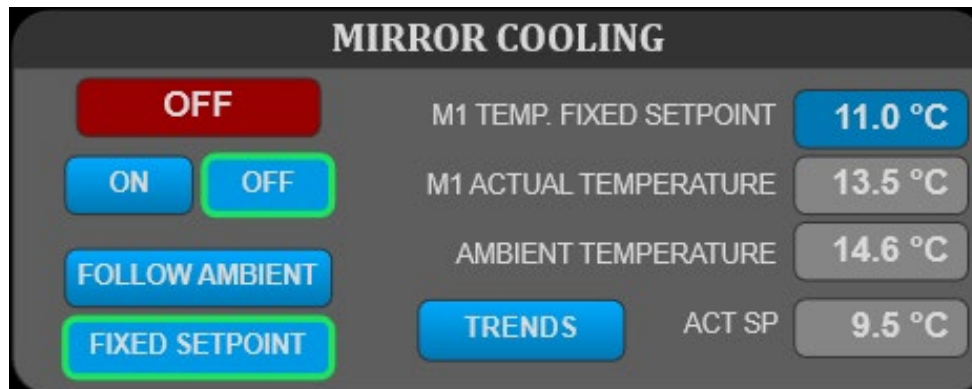 MIRROR COOLING
OFF
ON
OFF
FOLLOW AMBIENT
FIXED SETPOINT
M1 TEMP. FIXED SETPOINT 11.0 °C
M1 ACTUAL TEMPERATURE 13.5 °C
AMBIENT TEMPERATURE 14.6 °C
TRENDS
ACT SP 9.5 °C